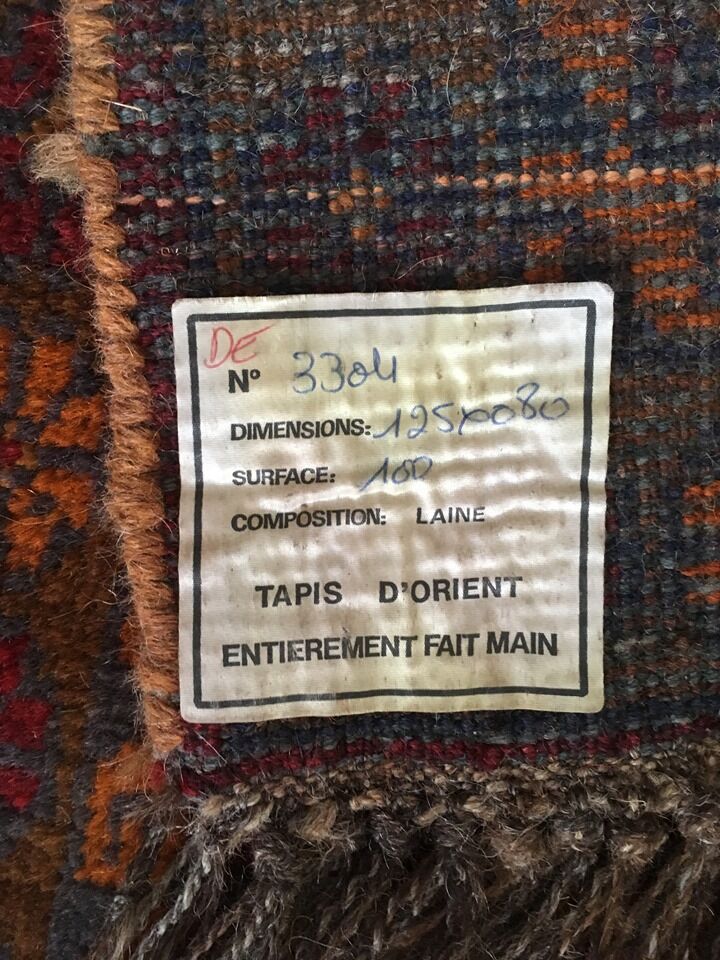 DE
N° 3304
DIMENSIONS: 125x080
SURFACE: 100
COMPOSITION: LAINE
TAPIS D'ORIENT
ENTIEREMENT FAIT MAIN